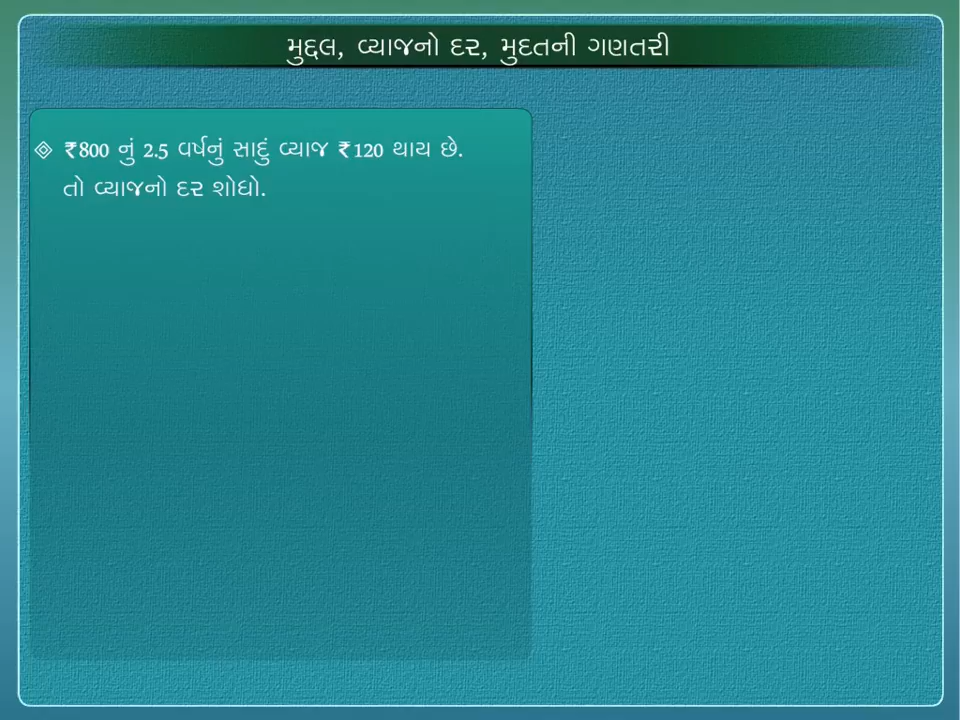 મુદ્દલ, વ્યાજનો દર, મુદતની ગણતરી
₹800 નું 2.5 વર્ષનું સાદું વ્યાજ ₹120 થાય છે.
તો વ્યાજનો દર શોધો.